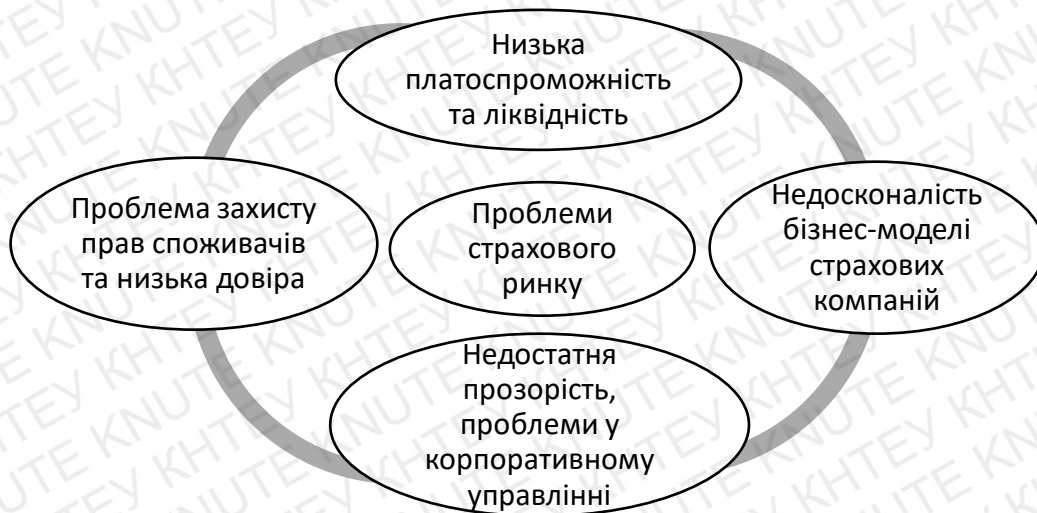 Низька
платоспроможність
та ліквідність
Проблема захисту
прав споживачів
та низька довіра
Проблеми
страхового
ринку
Недосконалість
бізнес-моделі
страхових
компаній
Недостатня
прозорість,
проблеми у
корпоративному
управлінні